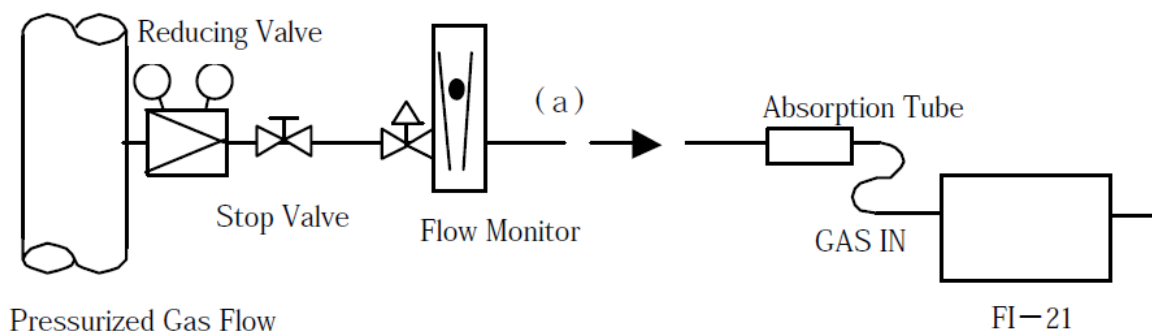 Reducing Valve
(a)
Absorption Tube
Stop Valve
Flow Monitor
GAS IN
Pressurized Gas Flow
FI－21